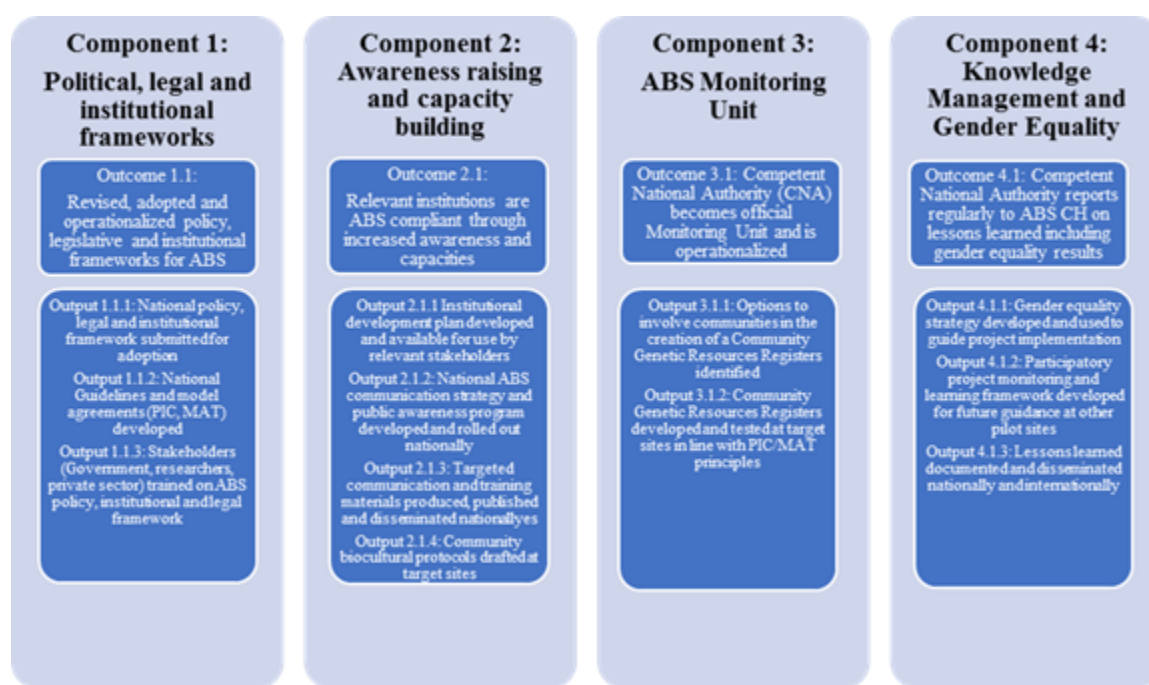 Component 1:
Political, legal and
institutional
frameworks
Outcome 1.1:
Revised, adopted and
operationalized policy,
legislative and institutional
frameworks for ABS
Output 1.1.1: National policy,
legal and institutional
framework submitted for
adoption
Output 1.1.2: National
Guidelines and model
agreements (PIC, MAT)
developed
Output 1.1.3: Stakeholders
(Government, researchers,
private sector) trained on ABS
policy, institutional and legal
framework
Component 2:
Awareness raising
and capacity
building
Outcome 2.1:
Relevant institutions are
ABS compliant through
increased awareness and
capacities
Output 2.1.1 Institutional
development plan developed
and available for use by
relevant stakeholders
Output 2.1.2: National ABS
communication strategy and
public awareness program
developed and rolled out
nationally
Output 2.1.3: Targeted
communication and training
materials produced, published
and disseminated nationallyes
Output 2.1.4: Community
biocultural protocols drafted at
target sites
Component 3:
ABS Monitoring
Unit
Outcome 3.1: Competent
National Authority (CNA)
becomes official
Monitoring Unit and is
operationalized
Output 3.1.1: Options to
involve communities in the
creation of a Community
Genetic Resources Registers
identified
Output 3.1.2: Community
Genetic Resources Registers
developed and tested at target
sites in line with PIC/MAT
principles
Component 4:
Knowledge
Management and
Gender Equality
Outcome 4.1: Competent
National Authority reports
regularly to ABS CH on
lessons learned including
gender equality results
Output 4.1.1: Gender equality
strategy developed and used to
guide project implementation
Output 4.1.2: Participatory
project monitoring and
learning framework developed
for future guidance at other
pilot sites
Output 4.1.3: Lessons learned
documented and disseminated
nationally and internationally